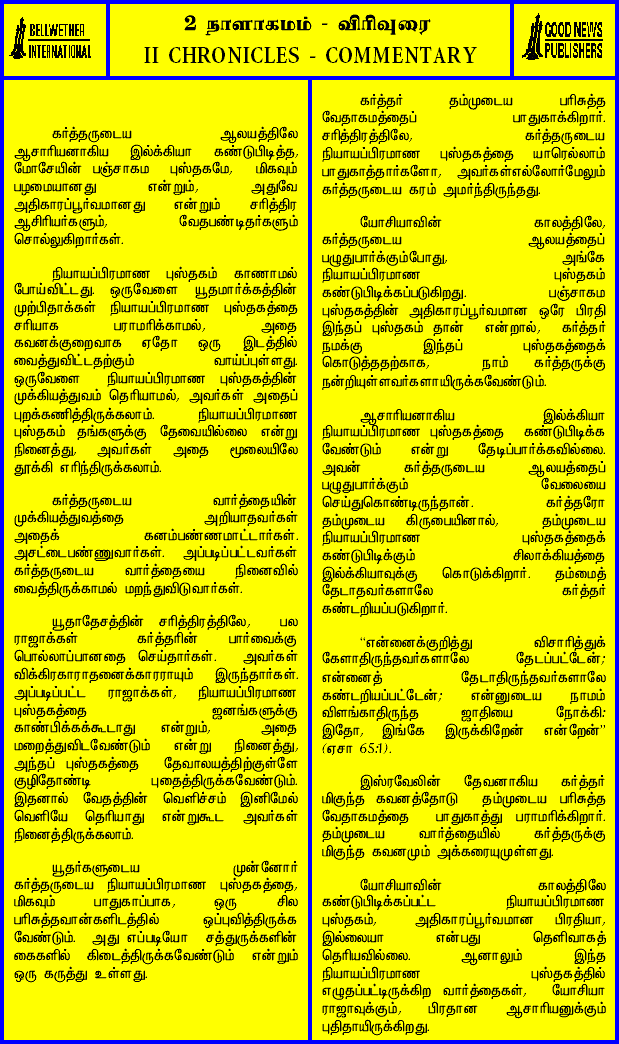 BELLWETHER
INTERNATIONAL
2 நாளாகமம் - விரிவுரை
II CHRONICLES - COMMENTARY
GOOD NEWS
PUBLISHERS
கர்த்தருடைய ஆலயத்திலே
ஆசாரியனாகிய இல்க்கியா கண்டுபிடித்த,
மோசேயின் பஞ்சாகம புஸ்தகமே, மிகவும்
பழமையானது என்றும், அதுவே
அதிகாரப்பூர்வமானது என்றும் சரித்திர
ஆசிரியர்களும், வேதபண்டிதர்களும்
சொல்லுகிறார்கள்.
நியாயப்பிரமாண புஸ்தகம் காணாமல்
போய்விட்டது. ஒருவேளை யூதமார்க்கத்தின்
முற்பிதாக்கள் நியாயப்பிரமாண புஸ்தகத்தை
சரியாக பராமரிக்காமல், அதை
கவனக்குறைவாக ஏதோ ஒரு இடத்தில்
வைத்துவிட்டதற்கும் வாய்ப்புள்ளது.
ஒருவேளை நியாயப்பிரமாண புஸ்தகத்தின்
முக்கியத்துவம் தெரியாமல், அவர்கள் அதைப்
புறக்கணித்திருக்கலாம். நியாயப்பிரமாண
புஸ்தகம் தங்களுக்கு தேவையில்லை என்று
நினைத்து, அவர்கள் அதை மூலையிலே
தூக்கி எரிந்திருக்கலாம்.
கர்த்தருடைய வார்த்தையின்
முக்கியத்துவத்தை அறியாதவர்கள்
அதைக் கனம்பண்ணமாட்டார்கள்.
அசட்டைபண்ணுவார்கள். அப்படிப்பட்டவர்கள்
கர்த்தருடைய வார்த்தையை நினைவில்
வைத்திருக்காமல் மறந்துவிடுவார்கள்.
யூதாதேசத்தின் சரித்திரத்திலே, பல
ராஜாக்கள் கர்த்தரின் பார்வைக்கு
பொல்லாப்பானதை செய்தார்கள். அவர்கள்
விக்கிரகாராதனைக்காரராயும் இருந்தார்கள்.
அப்படிப்பட்ட ராஜாக்கள், நியாயப்பிரமாண
புஸ்தகத்தை ஜனங்களுக்கு
காண்பிக்கக்கூடாது என்றும், அதை
மறைத்துவிடவேண்டும் என்று நினைத்து,
அந்தப் புஸ்தகத்தை தேவாலயத்திற்குள்ளே
குழிதோண்டி புதைத்திருக்கவேண்டும்.
இதனால் வேதத்தின் வெளிச்சம் இனிமேல்
வெளியே தெரியாது என்றுகூட அவர்கள்
நினைத்திருக்கலாம்.
யூதர்களுடைய முன்னோர்
கர்த்தருடைய நியாயப்பிரமாண புஸ்தகத்தை,
மிகவும் பாதுகாப்பாக, ஒரு சில
பரிசுத்தவான்களிடத்தில் ஒப்புவித்திருக்க
வேண்டும். அது எப்படியோ சத்துருக்களின்
கைகளில் கிடைத்திருக்கவேண்டும் என்றும்
ஒரு கருத்து உள்ளது.
கர்த்தர் தம்முடைய பரிசுத்த
வேதாகமத்தைப் பாதுகாக்கிறார்.
சரித்திரத்திலே, கர்த்தருடைய
நியாயப்பிரமாண புஸ்தகத்தை யாரெல்லாம்
பாதுகாத்தார்களோ, அவர்கள்எல்லோர்மேலும்
கர்த்தருடைய கரம் அமர்ந்திருந்தது.
யோசியாவின் காலத்திலே,
கர்த்தருடைய ஆலயத்தைப்
பழுதுபார்க்கும்போது, அங்கே
நியாயப்பிரமாண புஸ்தகம்
கண்டுபிடிக்கப்படுகிறது. பஞ்சாகம
புஸ்தகத்தின் அதிகாரப்பூர்வமான ஒரே பிரதி
இந்தப் புஸ்தகம் தான் என்றால், கர்த்தர்
நமக்கு இந்தப் புஸ்தகத்தைக்
கொடுத்ததற்காக, நாம் கர்த்தருக்கு
நன்றியுள்ளவர்களாயிருக்கவேண்டும்.
ஆசாரியனாகிய இல்க்கியா
நியாயப்பிரமாண புஸ்தகத்தை கண்டுபிடிக்க
வேண்டும் என்று தேடிப்பார்க்கவில்லை.
அவன் கர்த்தருடைய ஆலயத்தைப்
பழுதுபார்க்கும் வேலையை
செய்துகொண்டிருந்தான். கர்த்தரோ
தம்முடைய கிருபையினால், தம்முடைய
நியாயப்பிரமாண புஸ்தகத்தைக்
கண்டுபிடிக்கும் சிலாக்கியத்தை
இல்க்கியாவுக்கு கொடுக்கிறார். தம்மைத்
தேடாதவர்களாலே கர்த்தர்
கண்டறியப்படுகிறார்.
“என்னைக்குறித்து விசாரித்துக்
கேளாதிருந்தவர்களாலே தேடப்பட்டேன்;
என்னைத் தேடாதிருந்தவர்களாலே
கண்டறியப்பட்டேன்; என்னுடைய நாமம்
விளங்காதிருந்த ஜாதியை நோக்கி:
இதோ, இங்கே இருக்கிறேன் என்றேன்”
(ஏசா 65:1).
இஸ்ரவேலின் தேவனாகிய கர்த்தர்
மிகுந்த கவனத்தோடு தம்முடைய பரிசுத்த
வேதாகமத்தை பாதுகாத்து பராமரிக்கிறார்.
தம்முடைய வார்த்தையில் கர்த்தருக்கு
மிகுந்த கவனமும் அக்கரையுமுள்ளது.
யோசியாவின் காலத்திலே
கண்டுபிடிக்கப்பட்ட நியாயப்பிரமாண
புஸ்தகம், அதிகாரப்பூர்வமான பிரதியா,
இல்லையா என்பது தெளிவாகத்
தெரியவில்லை. ஆனாலும் இந்த
நியாயப்பிரமாண புஸ்தகத்தில்
எழுதப்பட்டிருக்கிற வார்த்தைகள், யோசியா
ராஜாவுக்கும், பிரதான ஆசாரியனுக்கும்
புதிதாயிருக்கிறது.